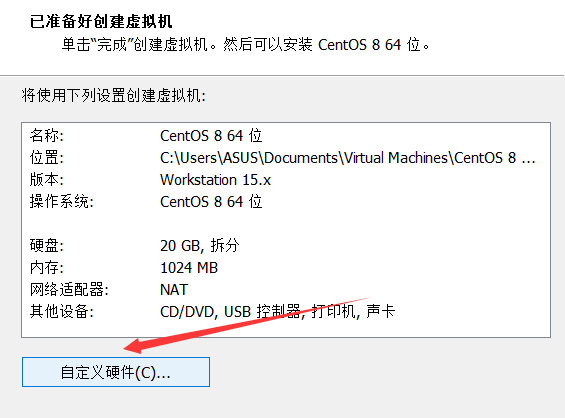 已准备好创建虚拟机
单击“完成”创建虚拟机。然后可以安装 CentOS 8 64 位。
将使用下列设置创建虚拟机:
名称: CentOS 8 64 位
位置: C:\Users\ASUS\Documents\Virtual Machines\CentOS 8 ...
版本: Workstation 15.x
操作系统: CentOS 8 64 位
硬盘: 20 GB, 拆分
内存: 1024 MB
网络适配器: NAT
其他设备: CD/DVD, USB 控制器, 打印机, 声卡
自定义硬件(C)...